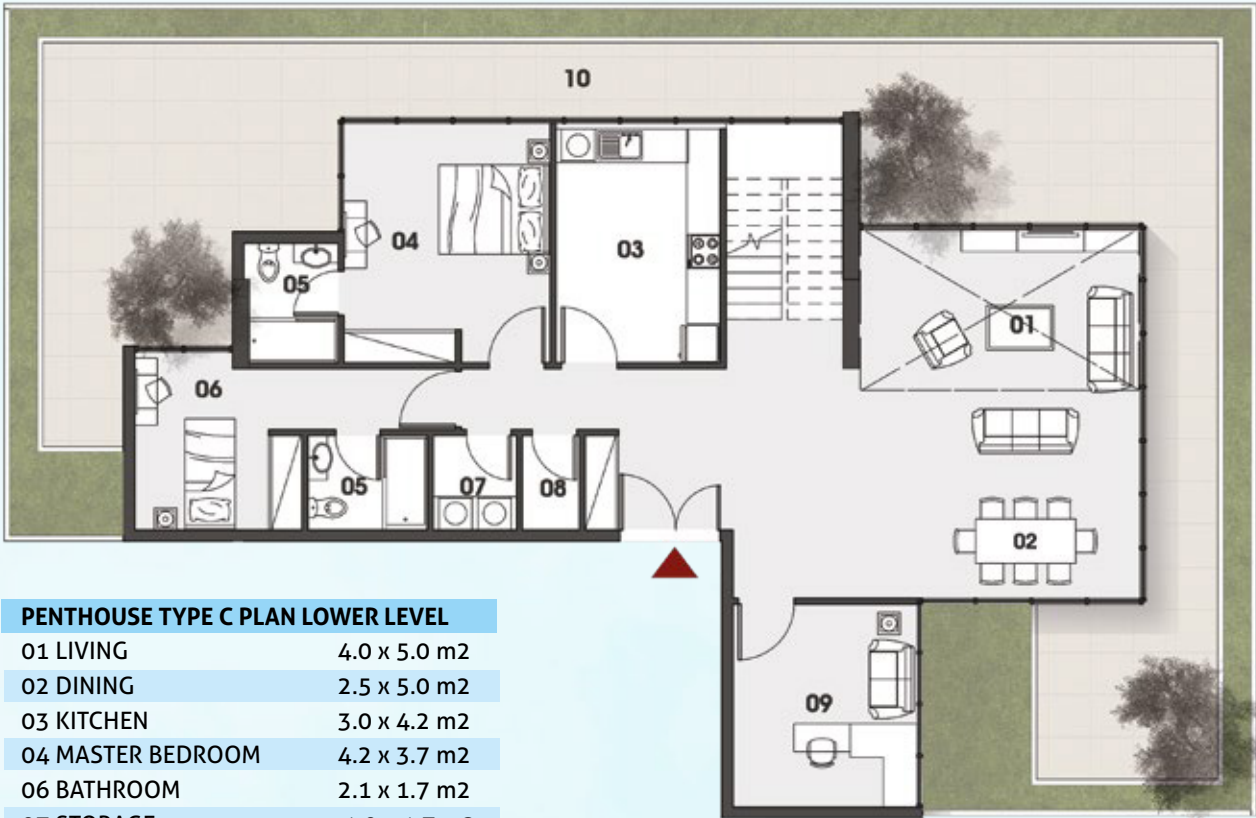 10
04
03
05
01
06
05
07
08
02
09
PENTHOUSE TYPE C PLAN LOWER LEVEL
01 LIVING 4.0 x 5.0 m2
02 DINING 2.5 x 5.0 m2
03 KITCHEN 3.0 x 4.2 m2
04 MASTER BEDROOM 4.2 x 3.7 m2
06 BATHROOM 2.1 x 1.7 m2
07 STORAGE